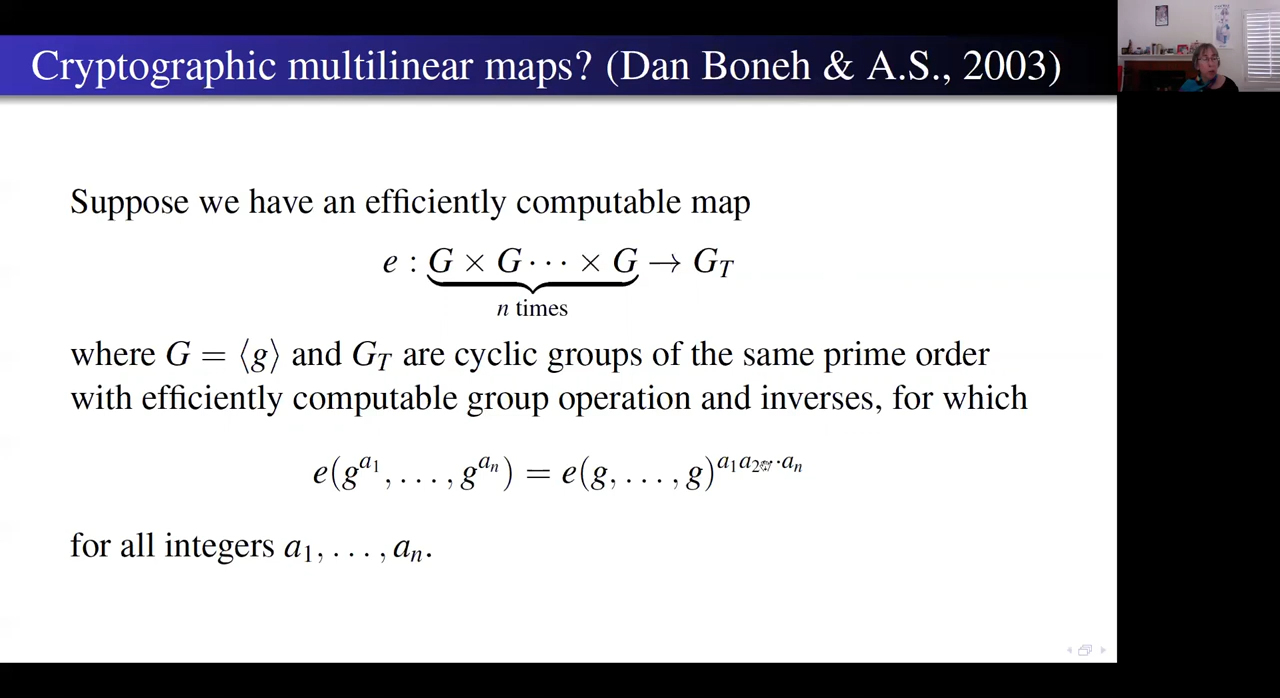 Cryptographic multilinear maps? (Dan Boneh & A.S., 2003)
Suppose we have an efficiently computable map
e : G × G · · · × G → G_T
n times
where G = ⟨g⟩ and G_T are cyclic groups of the same prime order
with efficiently computable group operation and inverses, for which
e(g^{a_1}, . . . , g^{a_n}) = e(g, . . . , g)^{a_1 a_2 ··· a_n}
for all integers a_1, . . . , a_n.